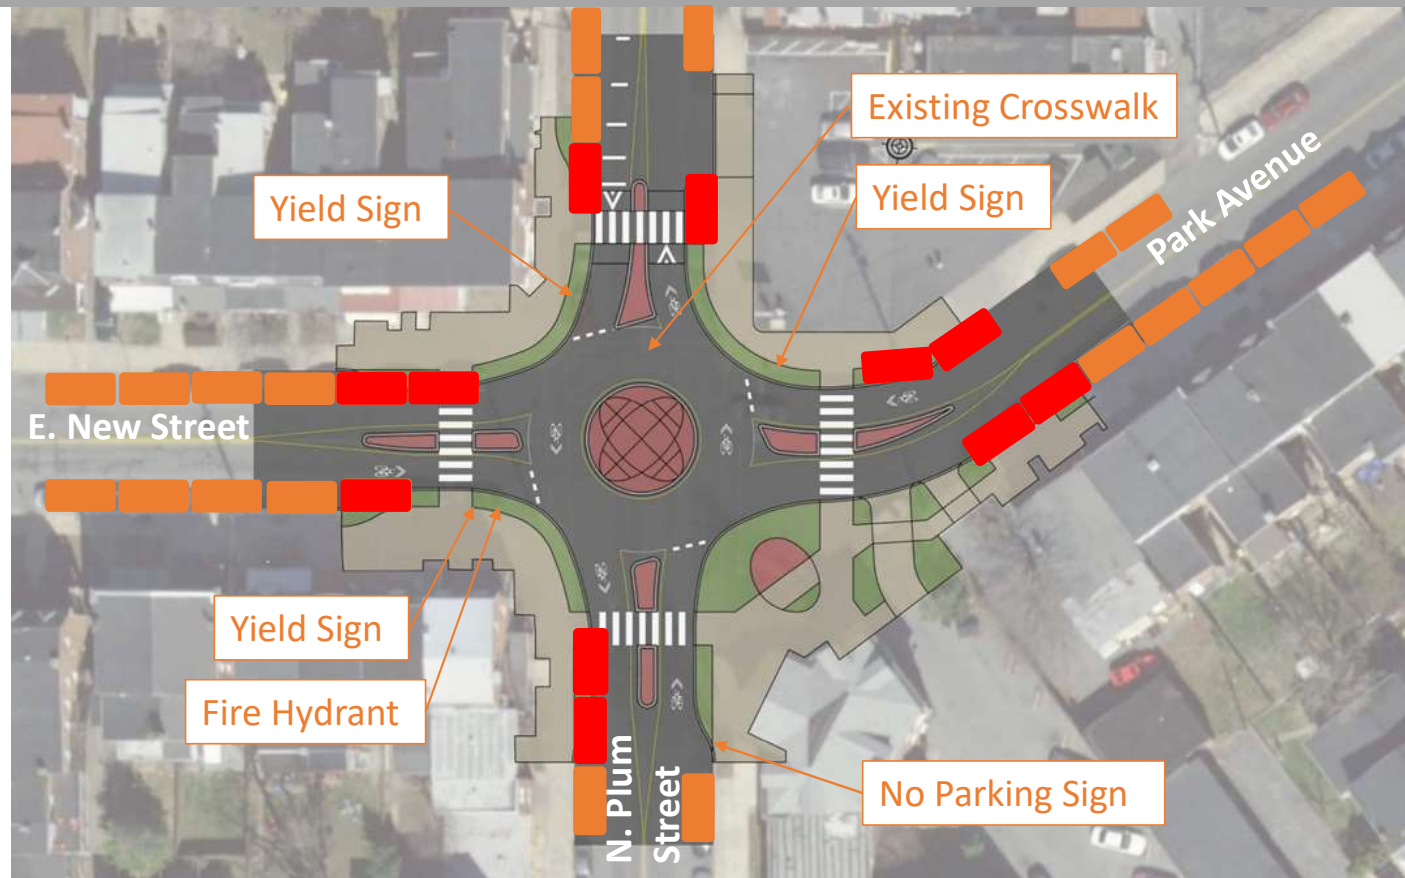 Existing Crosswalk
Yield Sign
Yield Sign
Park Avenue
E. New Street
Yield Sign
Fire Hydrant
N. Plum
Street
No Parking Sign